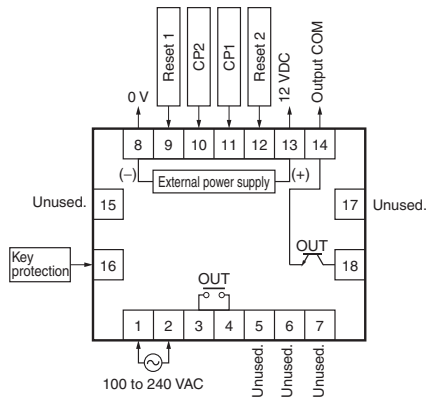 0 V
Reset 1
CP2
CP1
Reset 2
12 VDC
Output COM
8 9 10 11 12 13 14
(−) External power supply (+)
Unused. 15
17 Unused.
Key
protection
16
OUT
18
OUT
1 2 3 4 5 6 7
100 to 240 VAC
Unused.
Unused.
Unused.